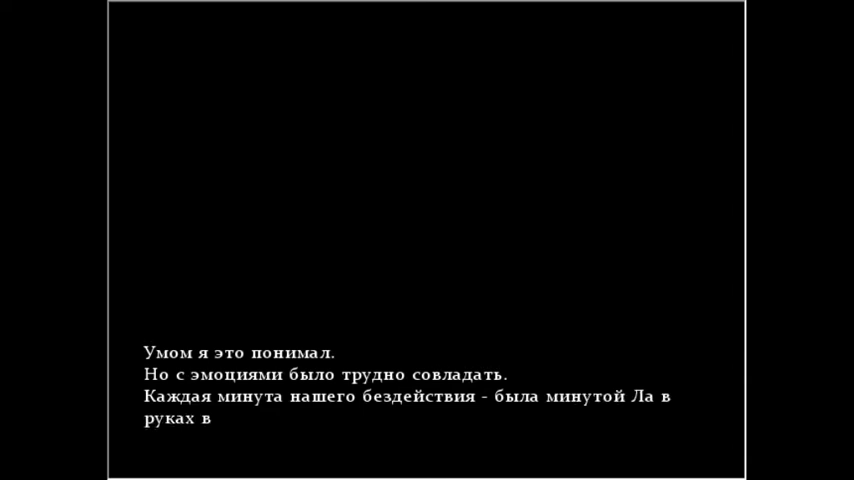 Умом я это понимал.
Но с эмоциями было трудно совладать.
Каждая минута нашего бездействия - была минутой Ла в
руках в